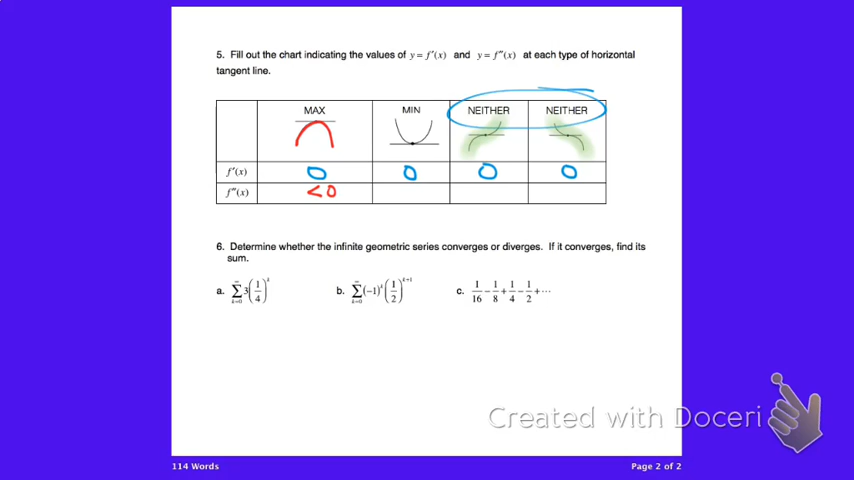 5. Fill out the chart indicating the values of y = f'(x) and y = f''(x) at each type of horizontal
tangent line.
MAX MIN NEITHER NEITHER
f'(x) 0 0 0 0
f''(x) <0
6. Determine whether the infinite geometric series converges or diverges. If it converges, find its
sum.
a. ∑_{k=0}^{∞} 3(1/4)^k b. ∑_{k=0}^{∞} (−1)^k (1/2)^{k+1} c. 1/16 − 1/8 + 1/4 − 1/2 + ⋯
Created with Doceri
114 Words Page 2 of 2